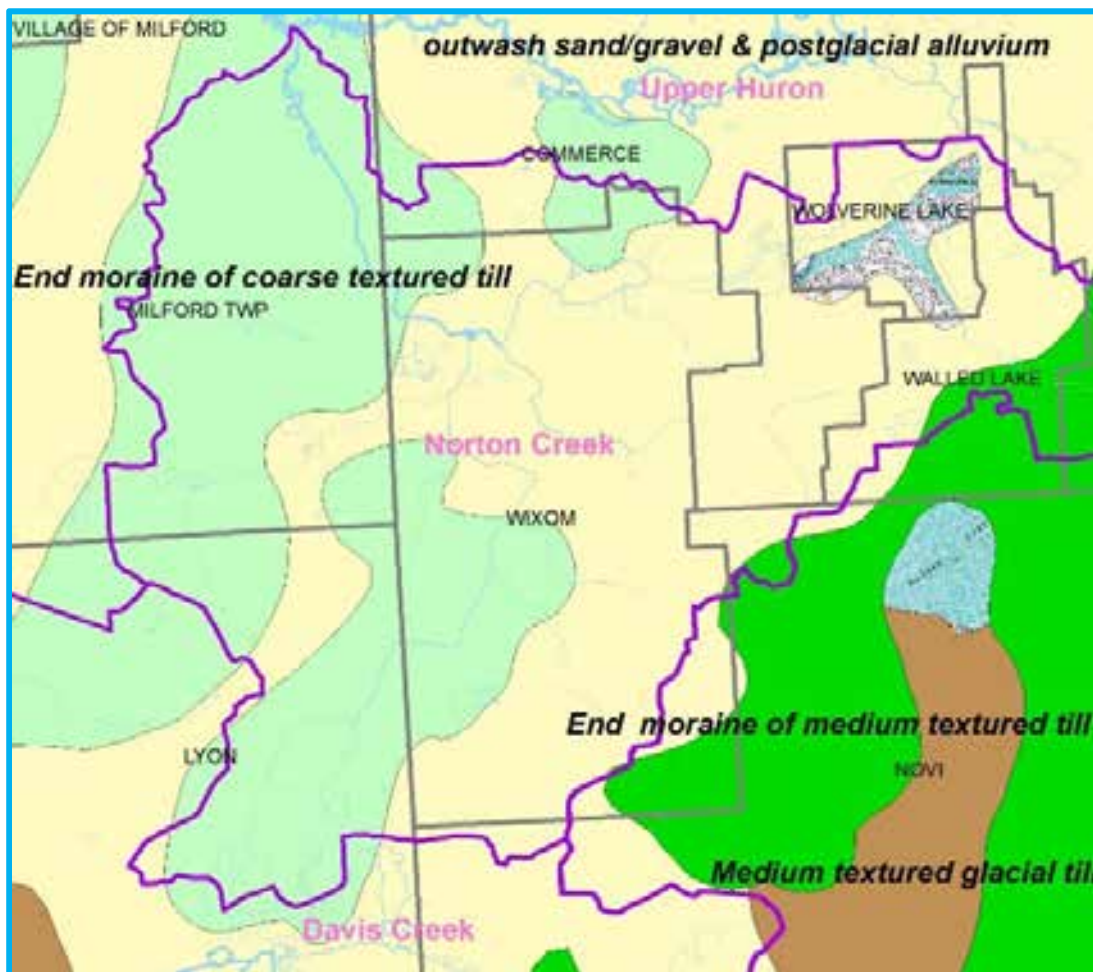 VILLAGE OF MILFORD
outwash sand/gravel & postglacial alluvium
Upper Huron
COMMERCE
WOLVERINE LAKE
End moraine of coarse textured till
MILFORD TWP
WALLED LAKE
Norton Creek
WIXOM
End moraine of medium textured till
LYON
NOVI
Medium textured glacial till
Davis Creek